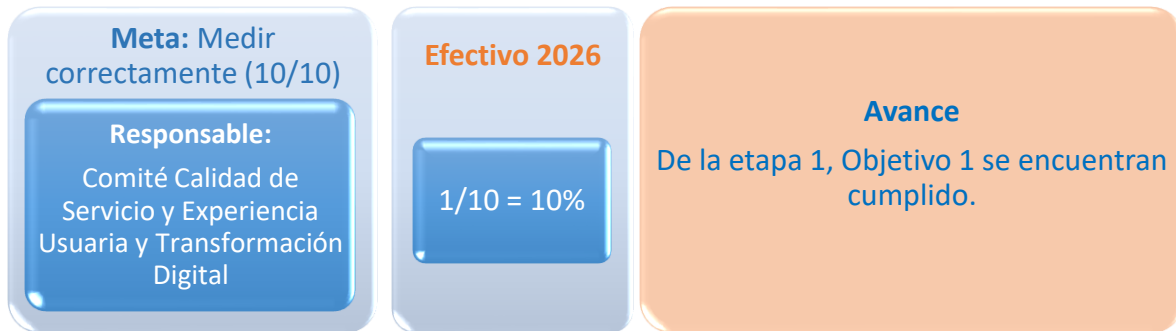 Meta: Medir
correctamente (10/10)
Responsable:
Comité Calidad de
Servicio y Experiencia
Usuaria y Transformación
Digital
Efectivo 2026
1/10 = 10%
Avance
De la etapa 1, Objetivo 1 se encuentran
cumplido.